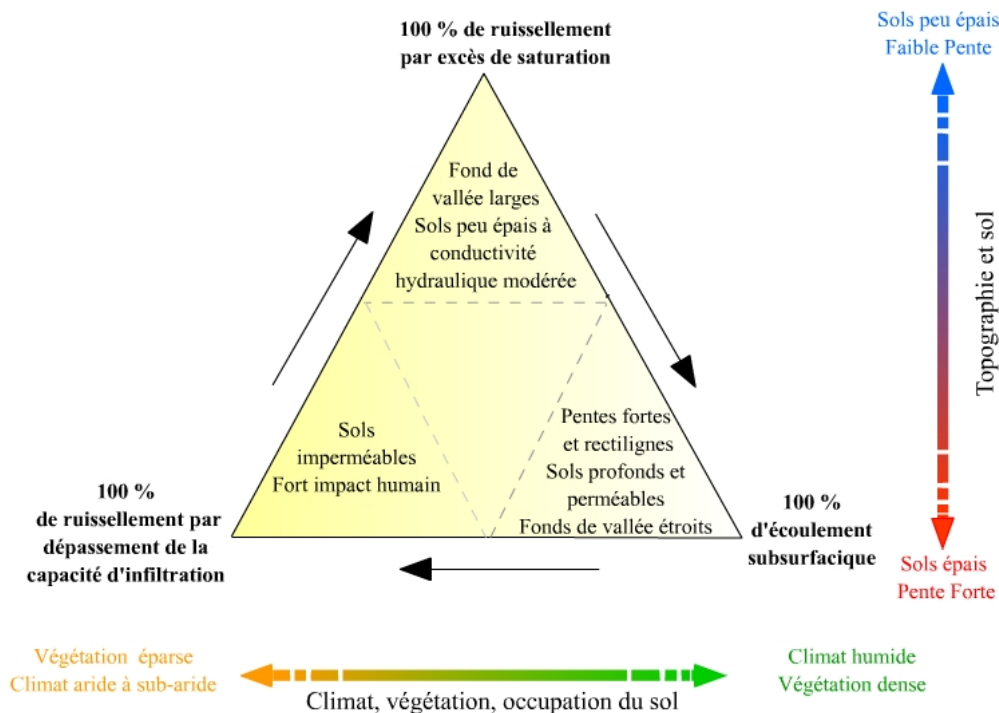 100 % de ruissellement
par excès de saturation
Sols peu épais
Faible Pente
Fond de
vallée larges
Sols peu épais à
conductivité
hydraulique modérée
Topographie et sol
Sols
imperméables
Fort impact humain
Pentes fortes
et rectilignes
Sols profonds et
perméables
Fonds de vallée étroits
100 %
de ruissellement par
dépassement de la
capacité d'infiltration
100 %
d'écoulement
subsurfacique
Sols épais
Pente Forte
Végétation éparse
Climat aride à sub-aride
Climat, végétation, occupation du sol
Climat humide
Végétation dense